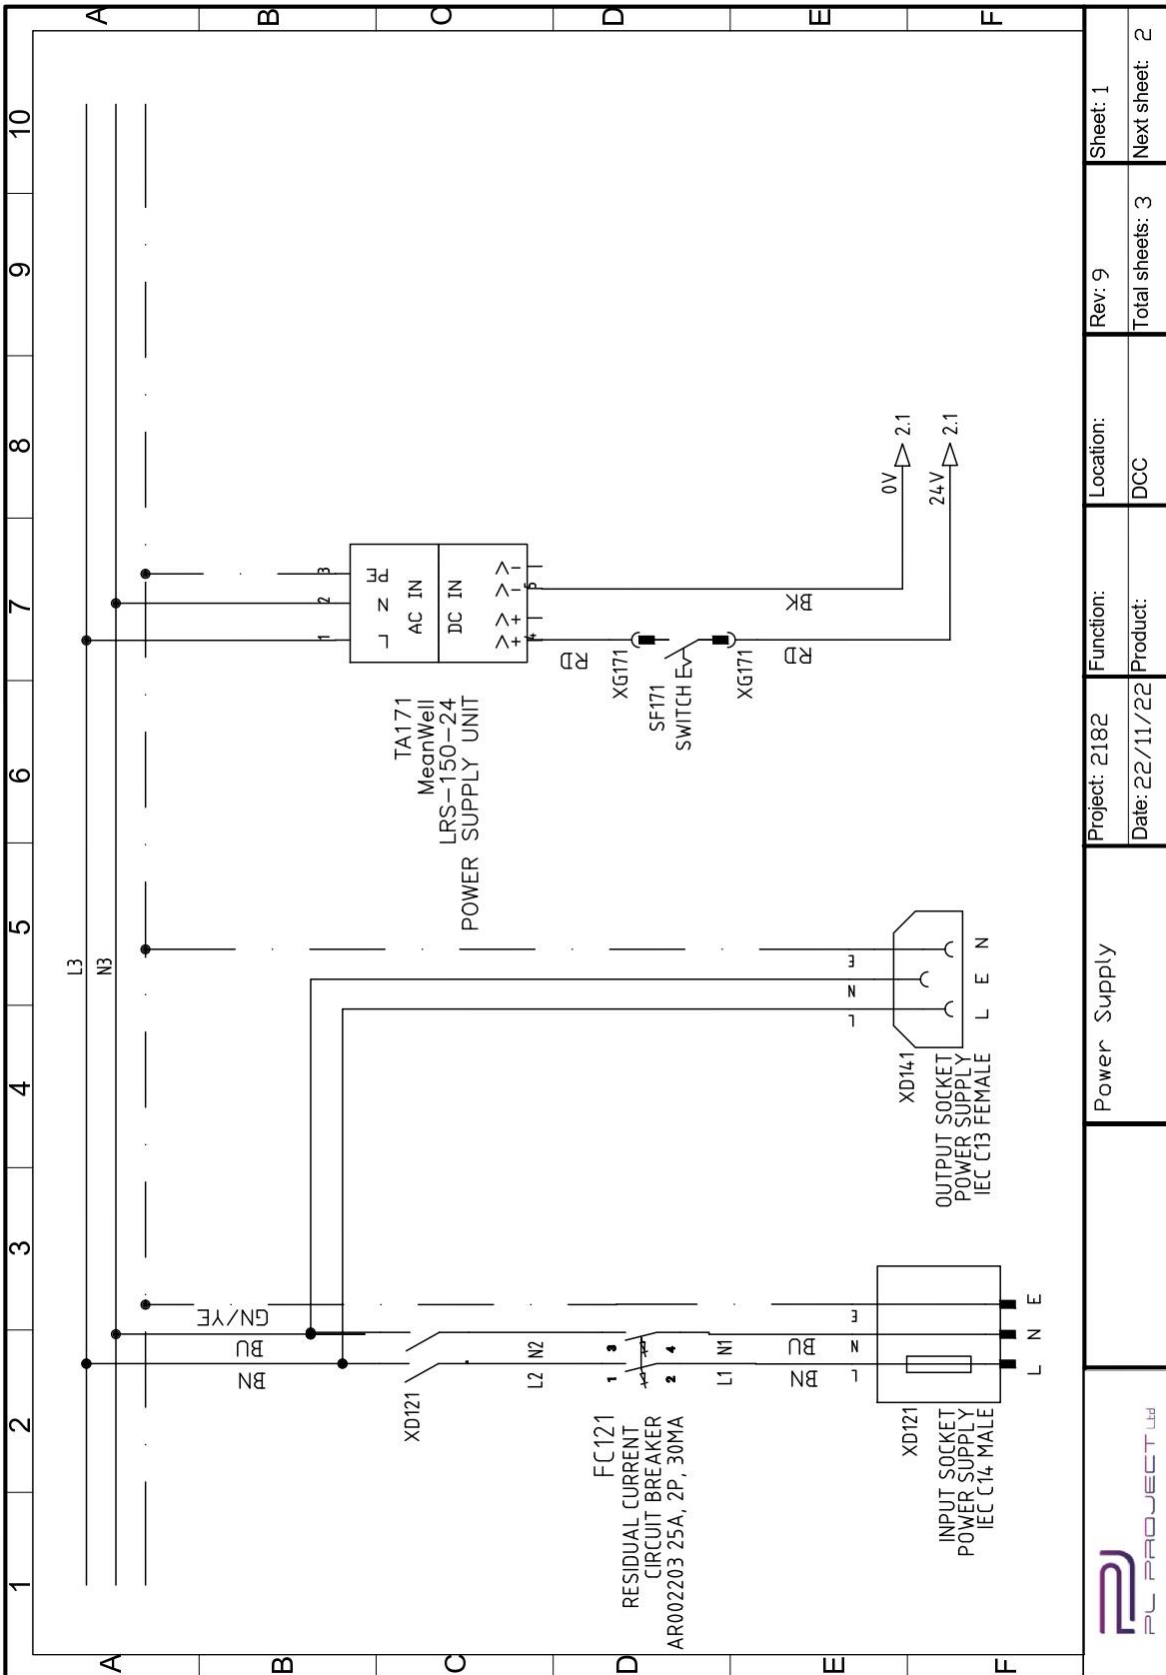 1 2 3 4 5 6 7 8 9 10
A
B
C
D
E
F
A
B
C
D
E
F
L3
N3
BN
BU
GN/YE
XD121
L2 N2
1 3
2 4
FC121
RESIDUAL CURRENT
CIRCUIT BREAKER
AR002203 25A, 2P, 30MA
L1 N1
BN
BU
L N E
XD121
INPUT SOCKET
POWER SUPPLY
IEC C14 MALE
L N E
L N E
XD141
OUTPUT SOCKET
POWER SUPPLY
IEC C13 FEMALE
L E N
TA171
MeanWell
LRS-150-24
POWER SUPPLY UNIT
1 2 3
L N PE
AC IN
DC IN
+ + - -
RD
XG171
SF171
SWITCH
XG171
RD
BK
0V 2.1
24V 2.1
PL PROJECT Ltd
Power Supply
Project: 2182
Date: 22/11/22
Function:
Product:
Location:
DCC
Rev: 9
Total sheets: 3
Sheet: 1
Next sheet: 2